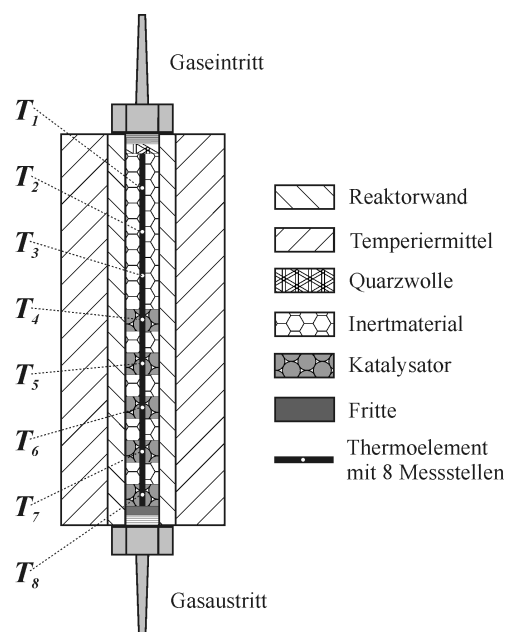 Gaseintritt
T1
T2
T3
T4
T5
T6
T7
T8
Reaktorwand
Temperiermittel
Quarzwolle
Inertmaterial
Katalysator
Fritte
Thermoelement
mit 8 Messstellen
Gasaustritt